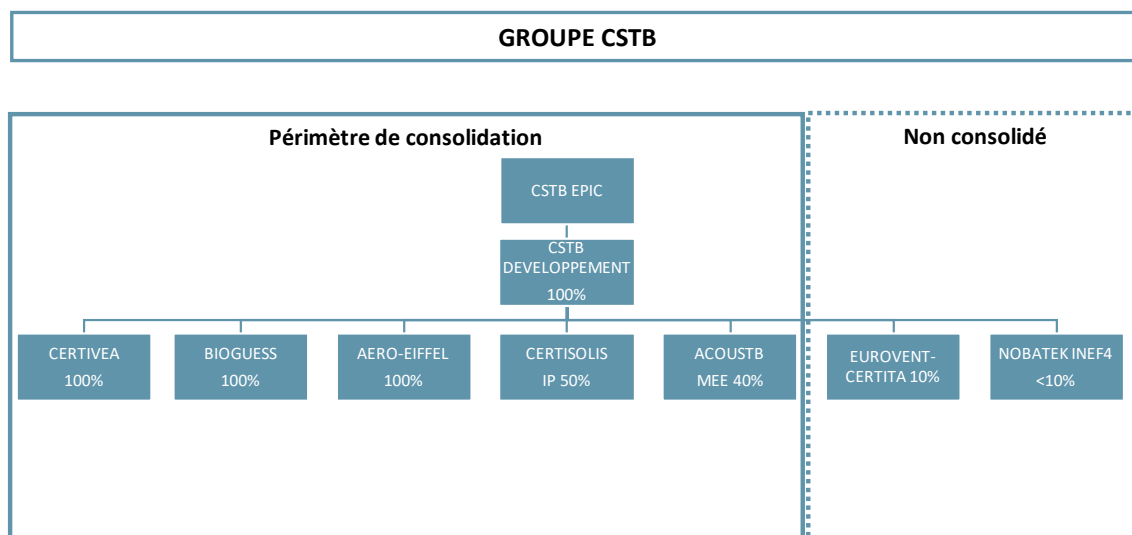 GROUPE CSTB
Périmètre de consolidation
Non consolidé
CSTB EPIC
CSTB
DEVELOPPEMENT
100%
CERTIVEA
100%
BIOGUESS
100%
AERO-EIFFEL
100%
CERTISOLIS
IP 50%
ACOUSTB
MEE 40%
EUROVENT-
CERTITA 10%
NOBATEK INEF4
<10%